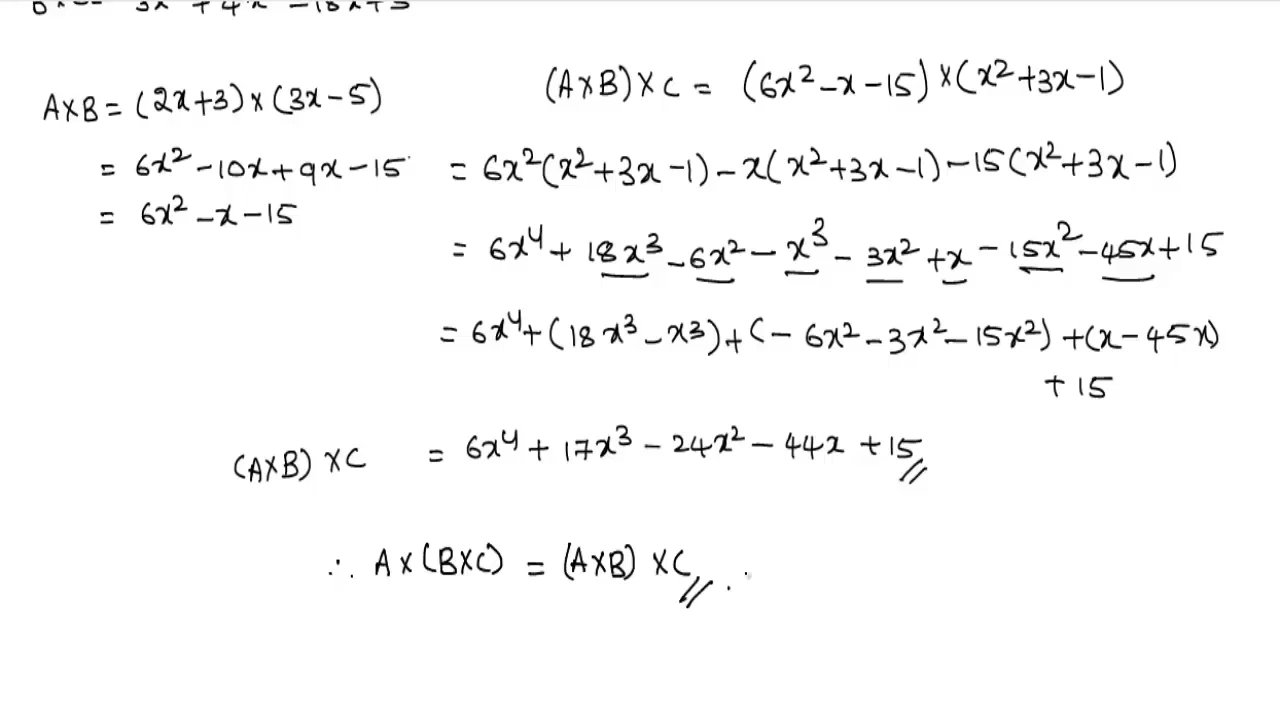 A×B = (2x+3) × (3x-5)
= 6x² -10x + 9x -15
= 6x² - x - 15
(A×B)×C = (6x² - x - 15) × (x² + 3x - 1)
= 6x²(x² + 3x - 1) - x(x² + 3x - 1) - 15(x² + 3x - 1)
= 6x⁴ + 18x³ - 6x² - x³ - 3x² + x - 15x² - 45x + 15
= 6x⁴ + (18x³ - x³) + (- 6x² - 3x² - 15x²) + (x - 45x)
+ 15
(A×B) ×C = 6x⁴ + 17x³ - 24x² - 44x + 15
∴ A×(B×C) = (A×B) ×C